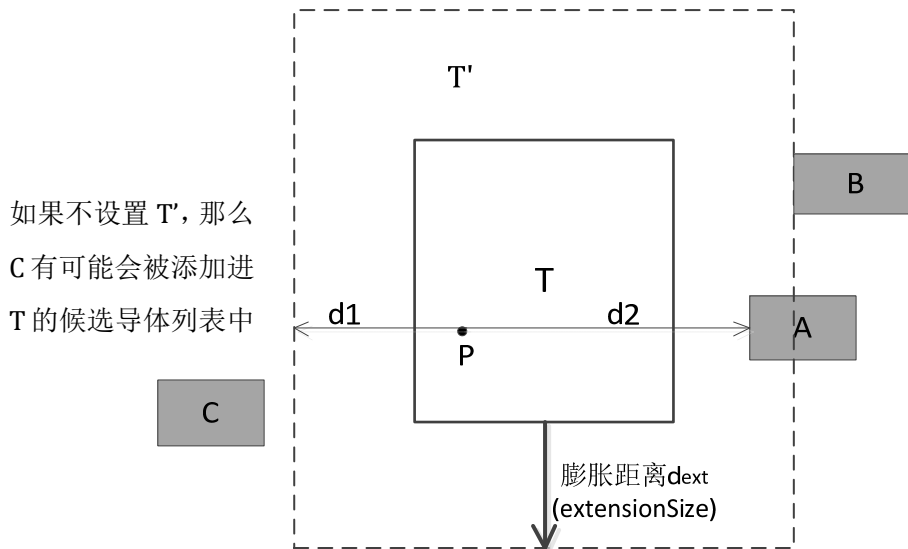 T'
B
如果不设置 T’，那么
C 有可能会被添加进
T 的候选导体列表中
T
d1
d2
A
P
C
膨胀距离dext
(extensionSize)